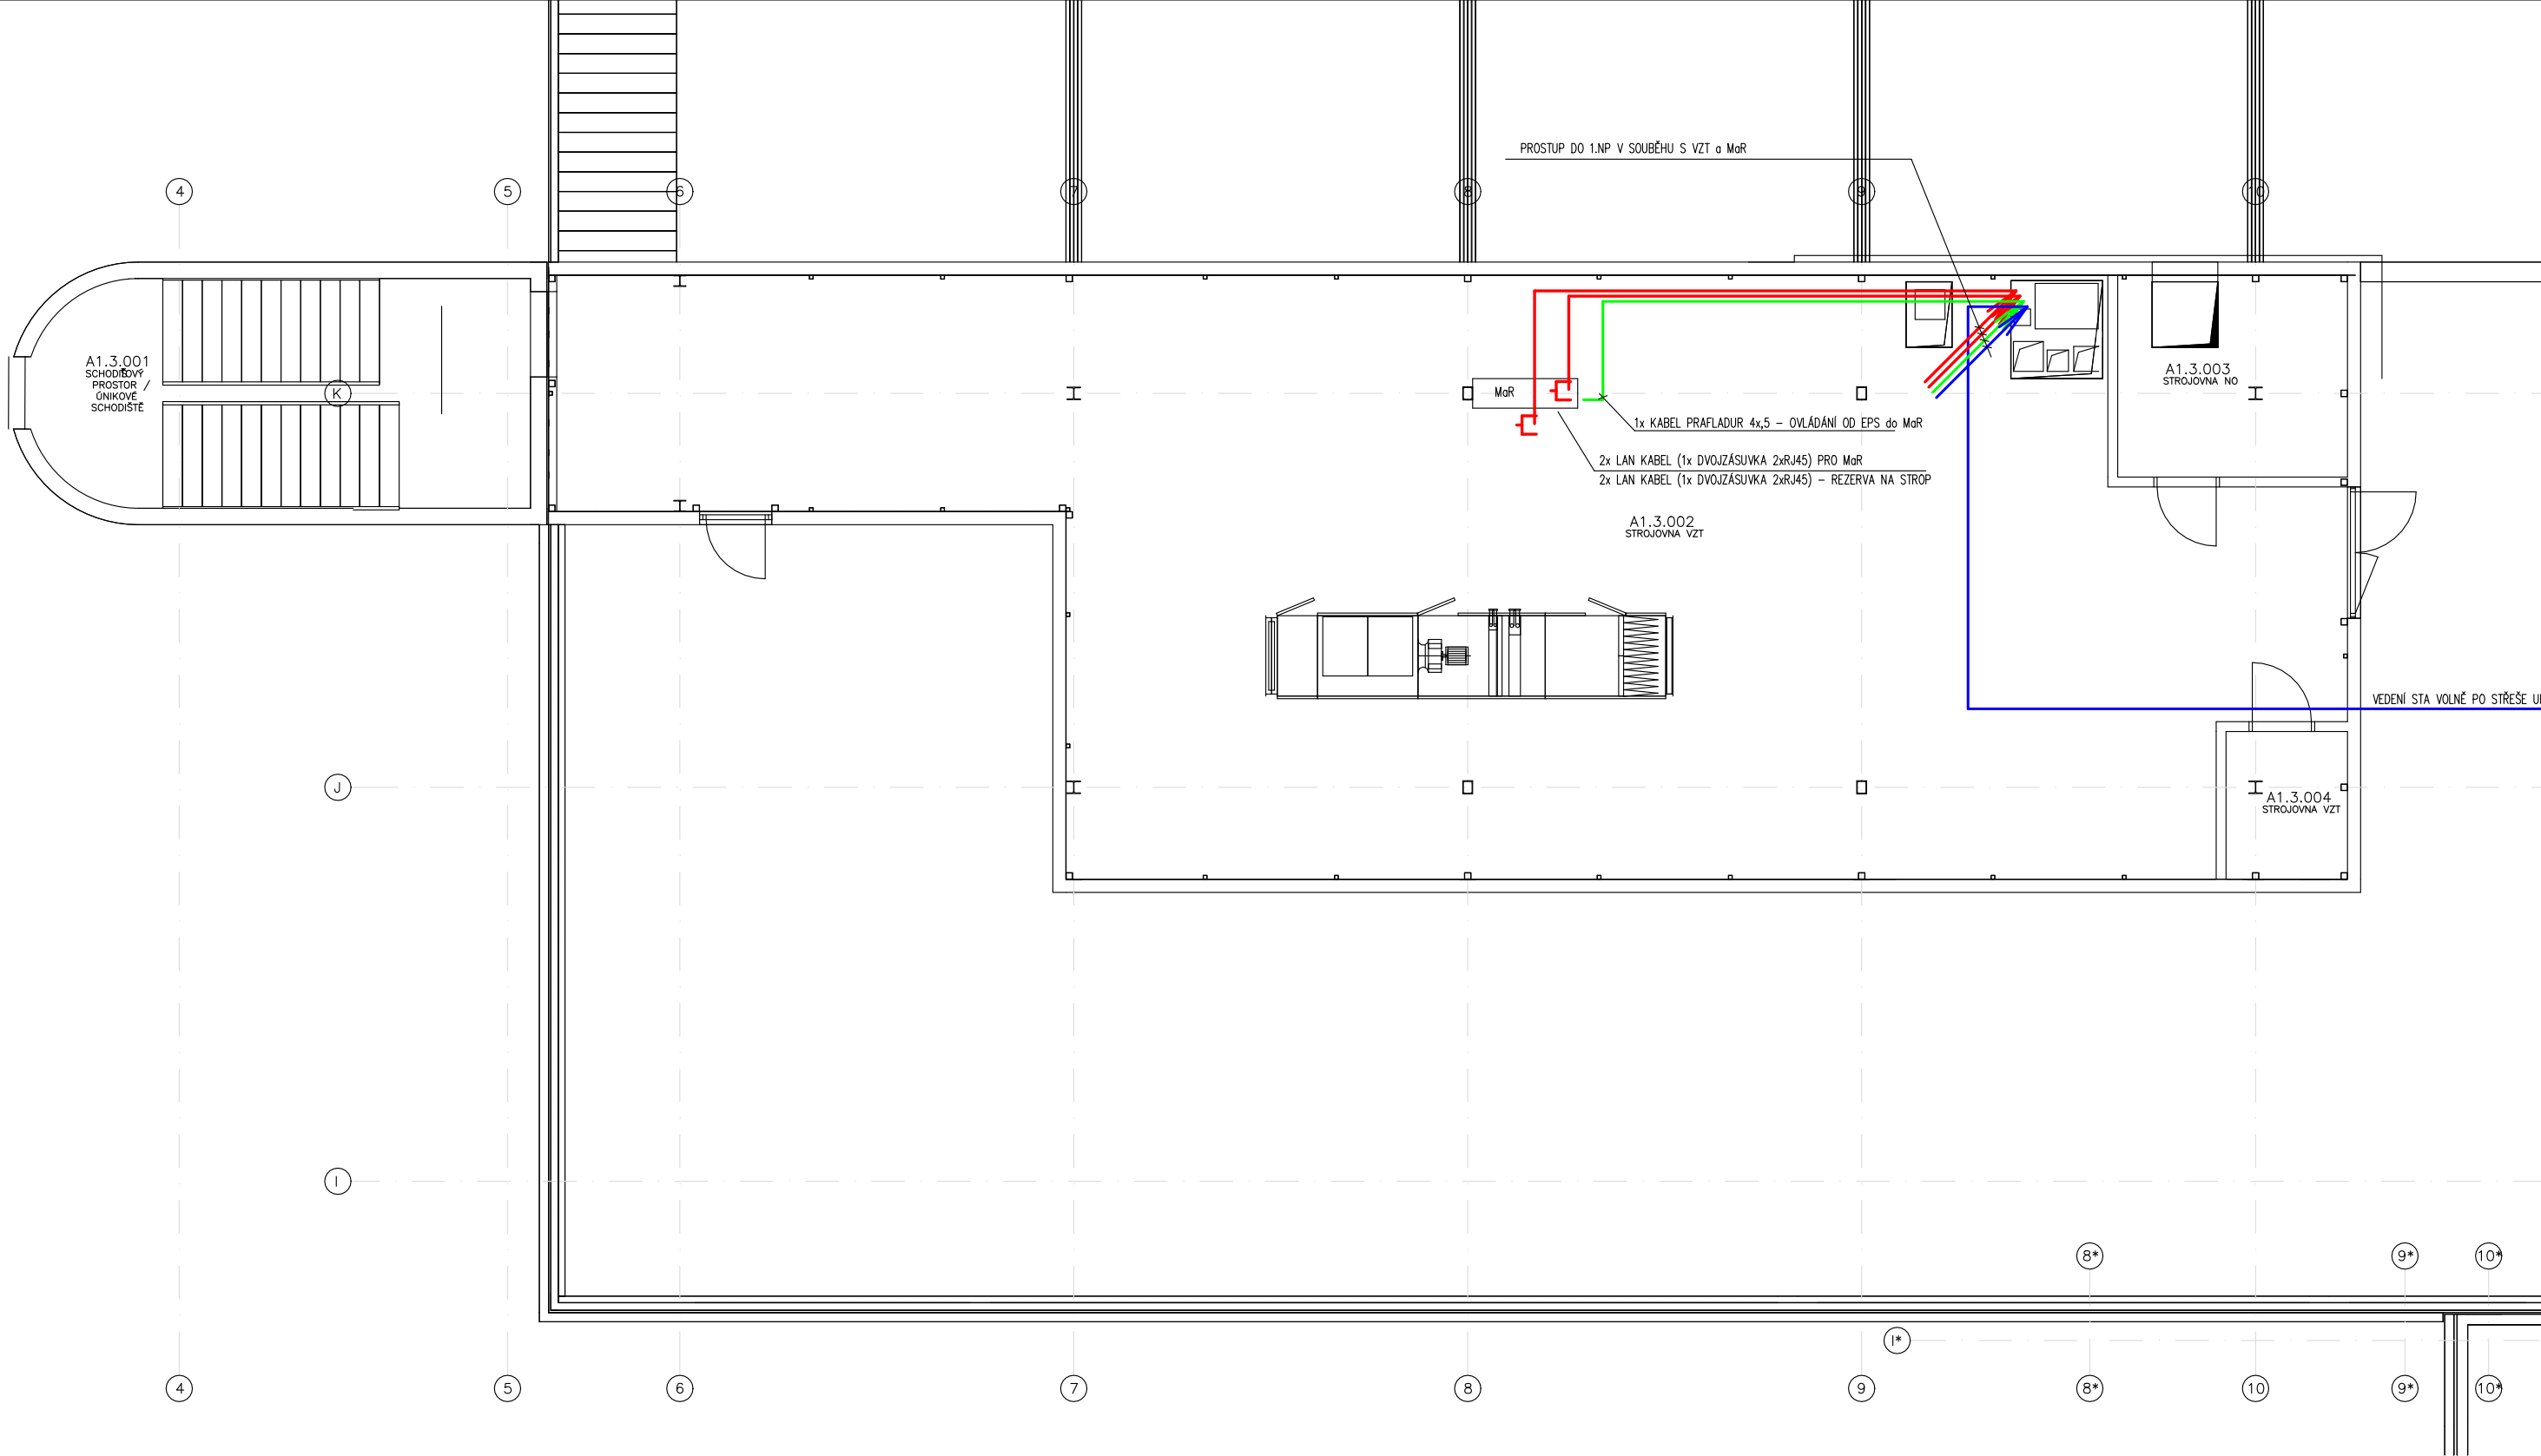 PROSTUP DO 1.NP V SOUBĚHU S VZT a MaR
4
5
6
7
8
9
10
A1.3.001
SCHODIŠŤOVÝ
PROSTOR /
ÚNIKOVÉ
SCHODIŠTĚ
K
MaR
A1.3.003
STROJOVNA NO
1x KABEL PRAFLADUR 4x,5 – OVLÁDÁNÍ OD EPS do MaR
2x LAN KABEL (1x DVOJZÁSUVKA 2xRJ45) PRO MaR
2x LAN KABEL (1x DVOJZÁSUVKA 2xRJ45) – REZERVA NA STROP
A1.3.002
STROJOVNA VZT
VEDENÍ STA VOLNĚ PO STŘEŠE
J
A1.3.004
STROJOVNA VZT
I
8*
9*
10*
I*
4
5
6
7
8
9
8*
10
9*
10*